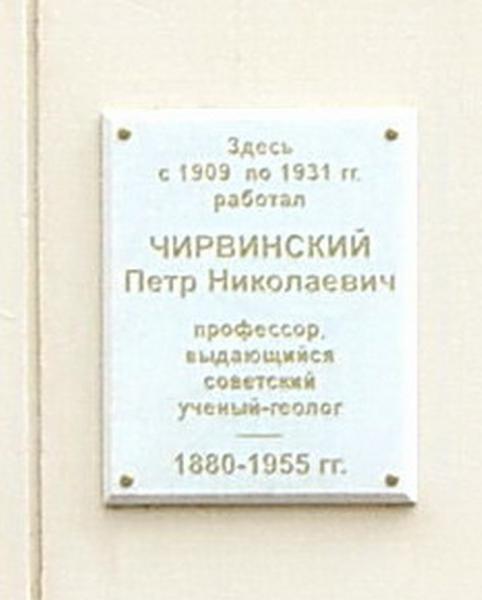 Здесь
с 1909 по 1931 гг.
работал
ЧИРВИНСКИЙ
Петр Николаевич
профессор,
выдающийся
советский
ученый-геолог
1880-1955 гг.